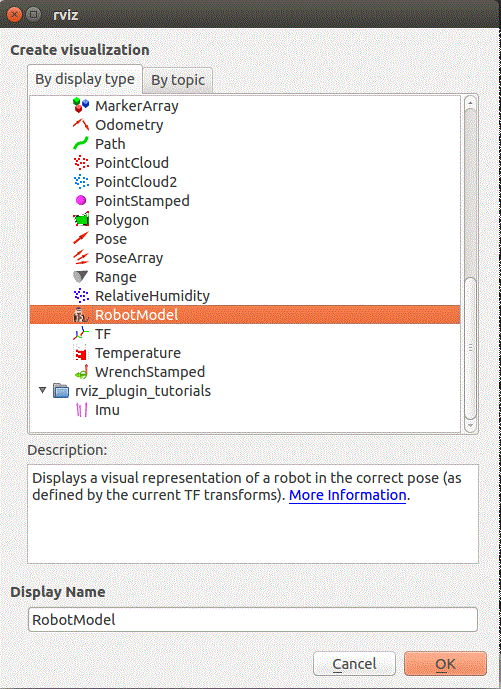 rviz
Create visualization
By display type By topic
MarkerArray
Odometry
Path
PointCloud
PointCloud2
PointStamped
Polygon
Pose
PoseArray
Range
RelativeHumidity
RobotModel
TF
Temperature
WrenchStamped
rviz_plugin_tutorials
Imu
Description:
Displays a visual representation of a robot in the correct pose (as
defined by the current TF transforms). More Information.
Display Name
RobotModel
Cancel OK